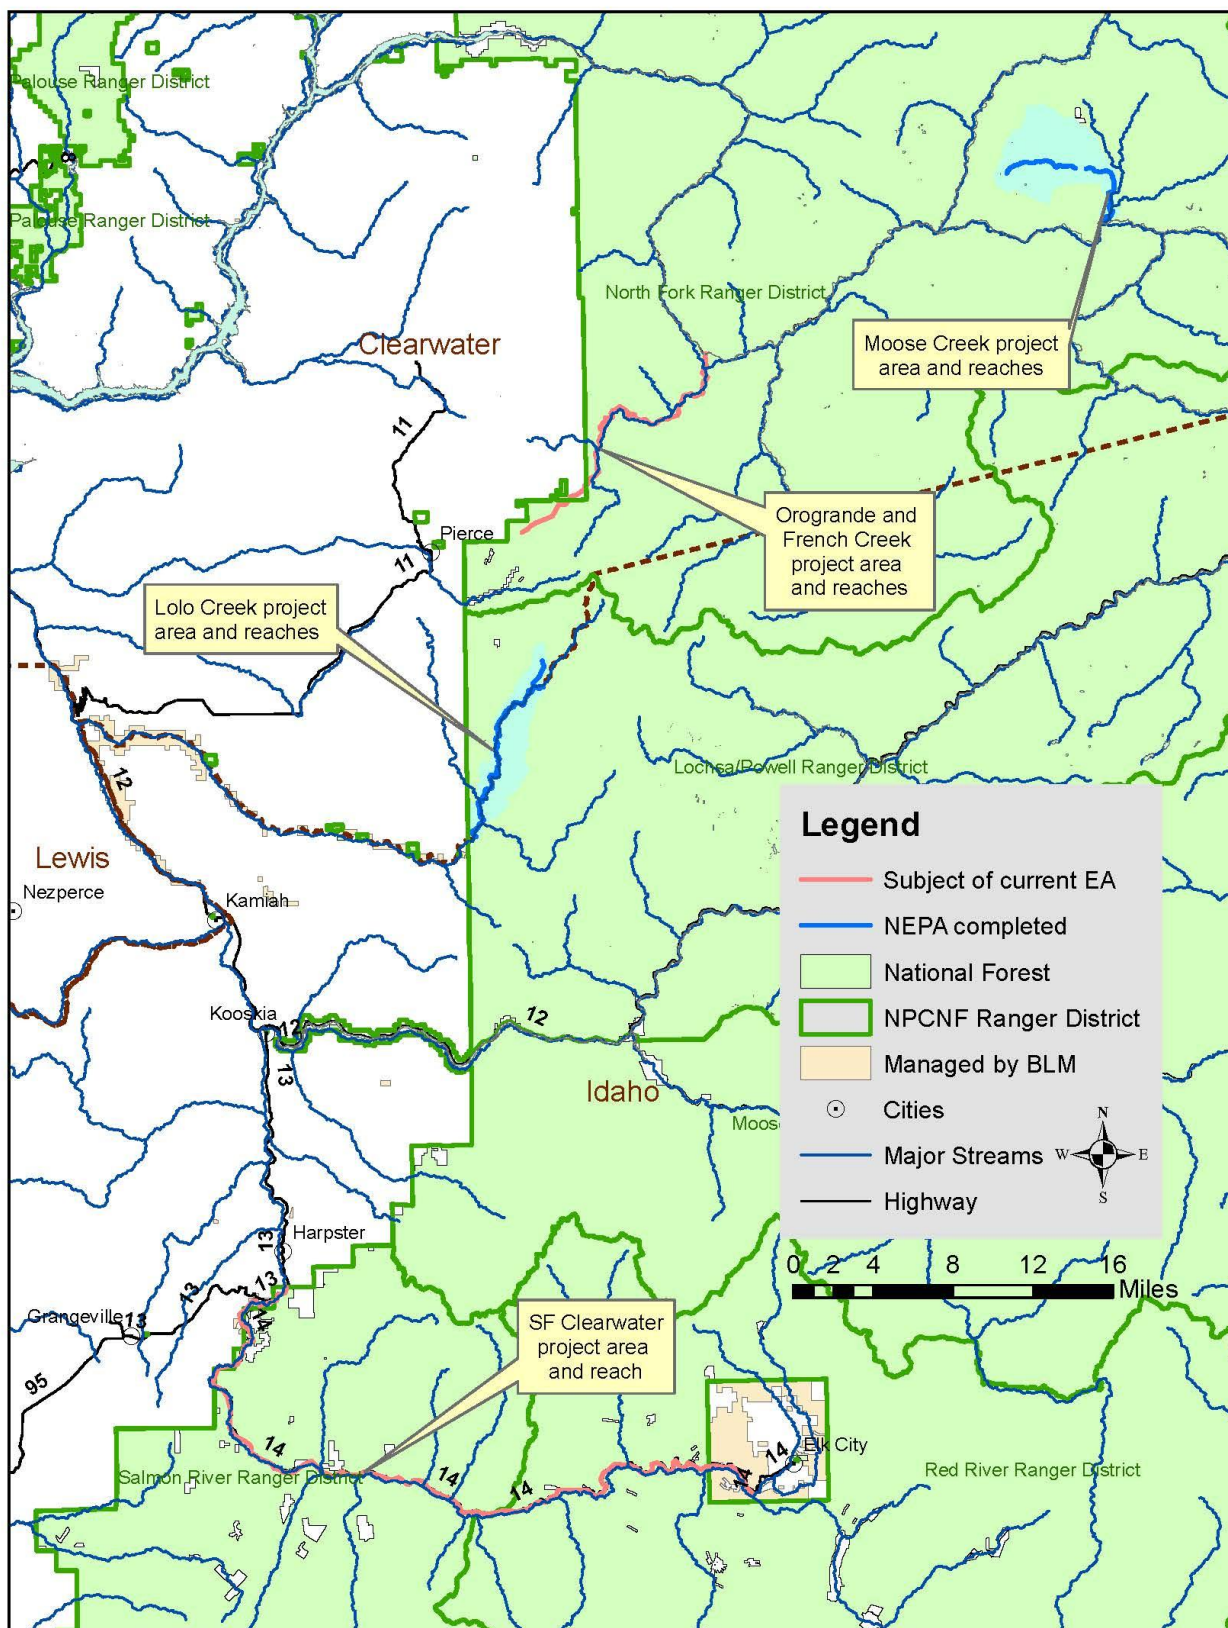 Palouse Ranger District
8
Palouse Ranger District
North Fork Ranger District
Clearwater
Moose Creek project
area and reaches
11
Orogrande and
French Creek
project area
and reaches
Pierce
11
Lolo Creek project
area and reaches
12
Lochsa/Powell Ranger District
Lewis
Nezperce
Kamiah
Kooskia
12
12
13
Idaho
Moose
Legend
Subject of current EA
NEPA completed
National Forest
NPCNF Ranger District
Managed by BLM
Cities
Major Streams
Highway
N
W
E
S
0 2 4 8 12 16
Miles
Harpster
13
13
13
Grangeville
13
14
95
SF Clearwater
project area
and reach
14
Salmon River Ranger District
14
14
14
14
Elk City
Red River Ranger District